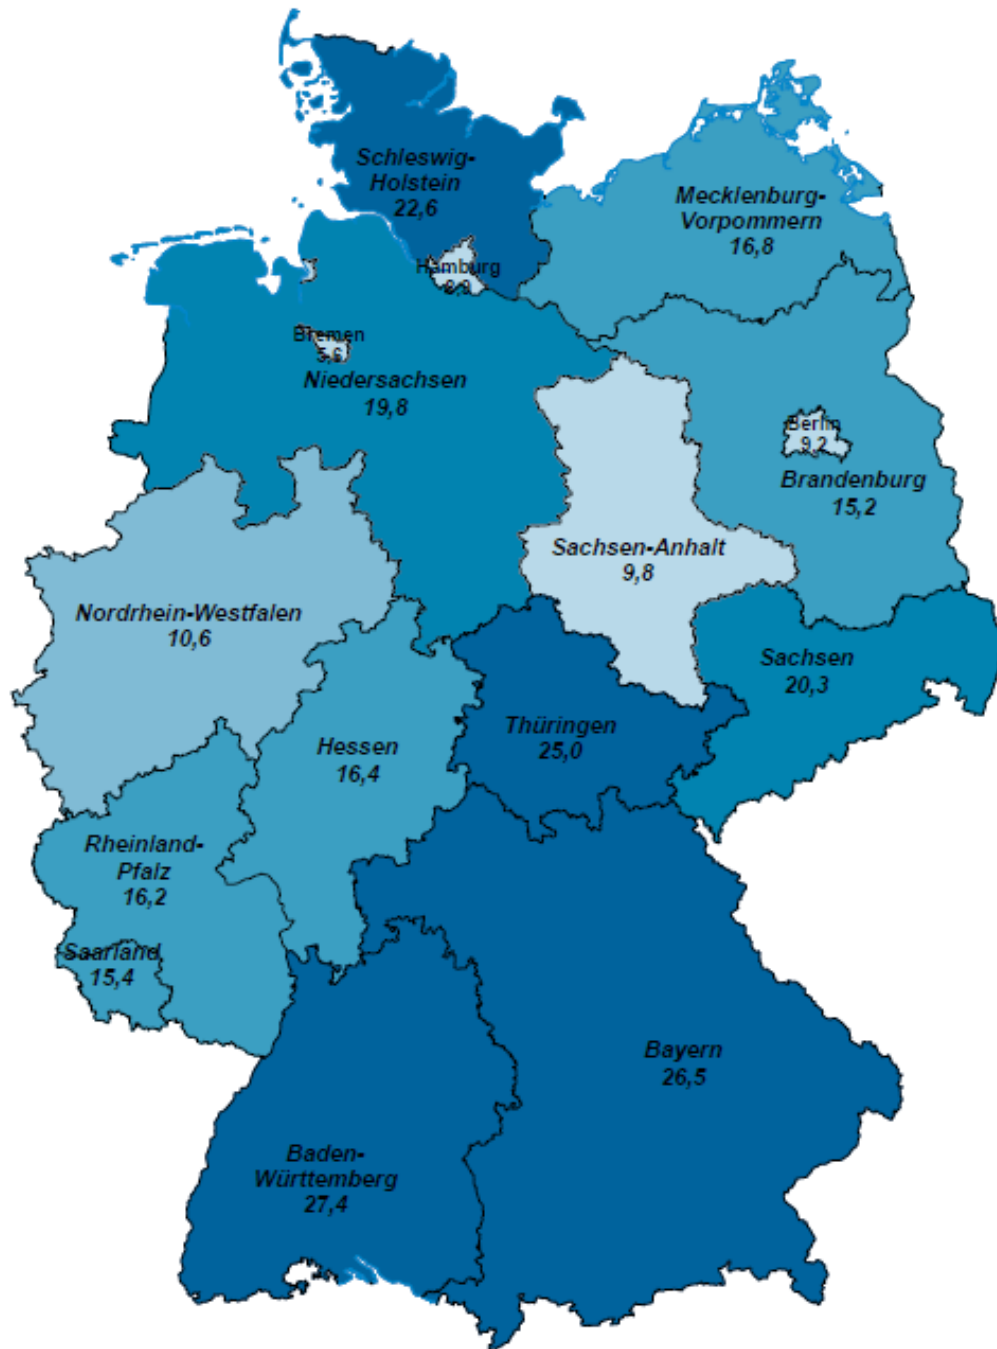 Schleswig-
Holstein
22,6
Mecklenburg-
Vorpommern
16,8
Hamburg
Bremen
5,6
Niedersachsen
19,8
Berlin
9,2
Brandenburg
15,2
Sachsen-Anhalt
9,8
Nordrhein-Westfalen
10,6
Sachsen
20,3
Thüringen
25,0
Hessen
16,4
Rheinland-
Pfalz
16,2
Saarland
15,4
Bayern
26,5
Baden-
Württemberg
27,4